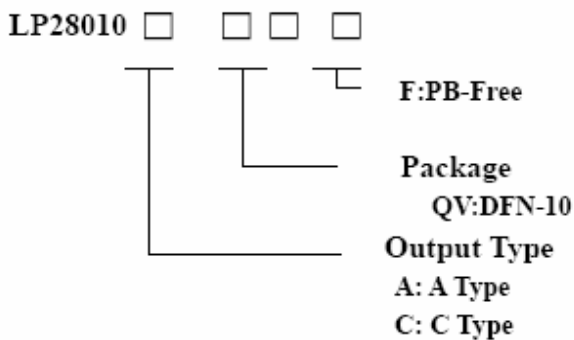 LP28010 □ □□ □
F:PB-Free
Package
QV:DFN-10
Output Type
A: A Type
C: C Type